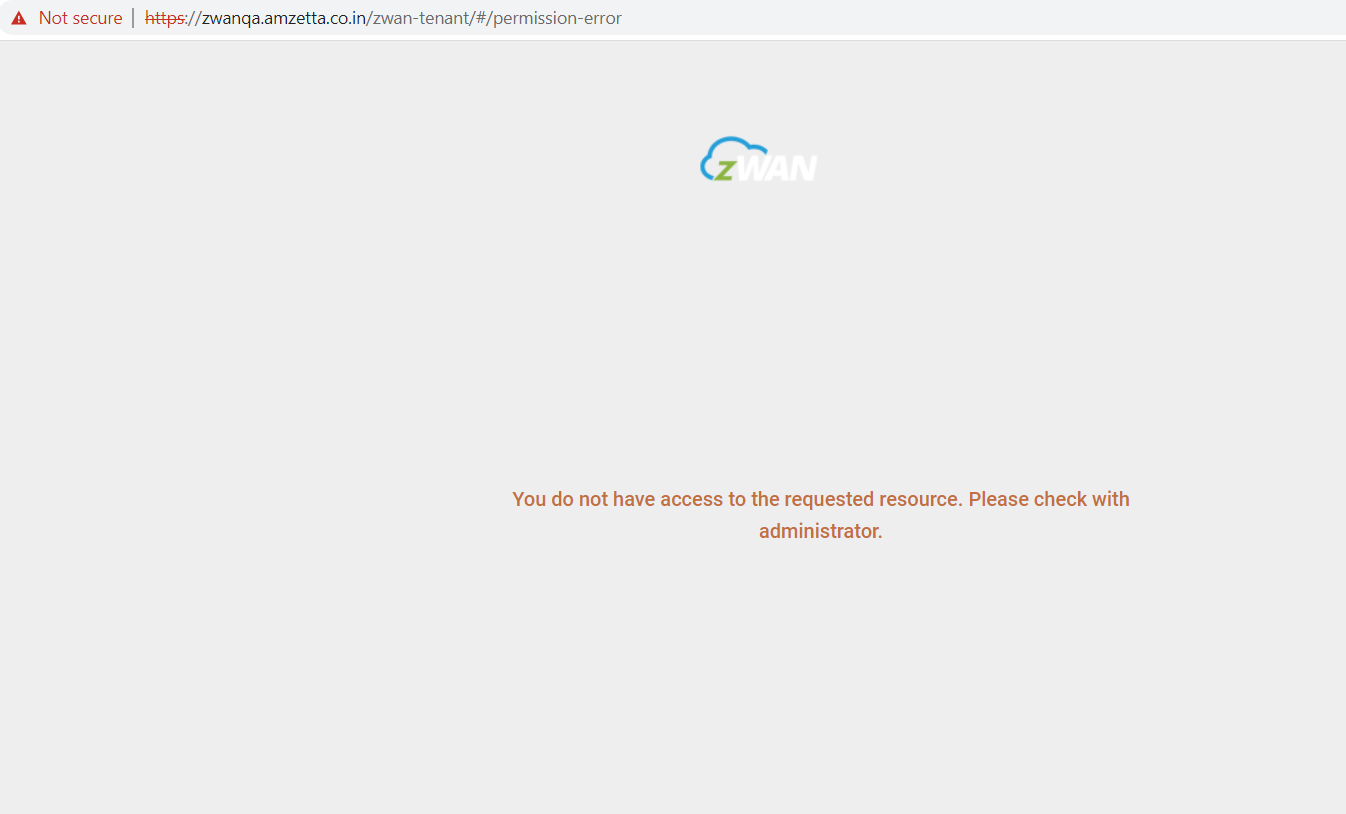 Not secure | https://zwanqa.amzetta.co.in/zwan-tenant/#/permission-error
zWAN
You do not have access to the requested resource. Please check with
administrator.